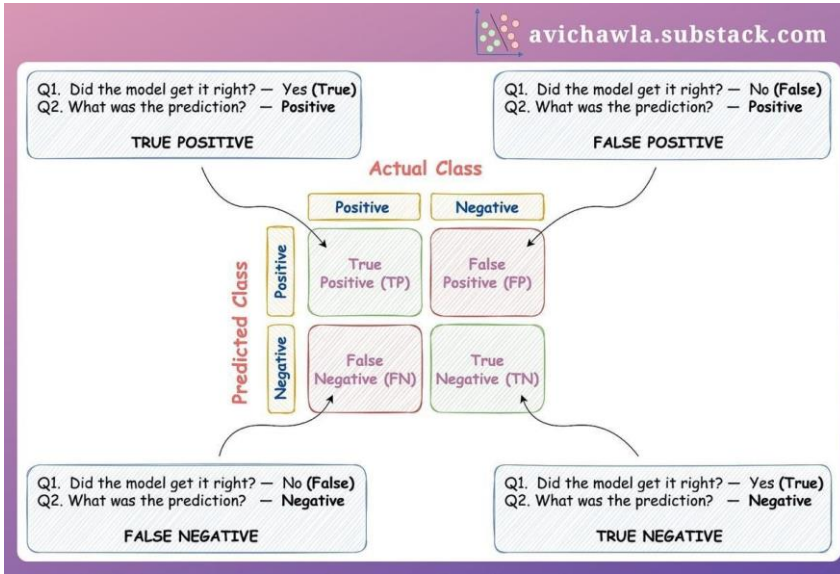 avichawla.substack.com
Q1. Did the model get it right? — Yes (True)
Q2. What was the prediction? — Positive
TRUE POSITIVE
Q1. Did the model get it right? — No (False)
Q2. What was the prediction? — Positive
FALSE POSITIVE
Actual Class
Positive
Negative
Predicted Class
Positive
True
Positive (TP)
False
Positive (FP)
Negative
False
Negative (FN)
True
Negative (TN)
Q1. Did the model get it right? — No (False)
Q2. What was the prediction? — Negative
FALSE NEGATIVE
Q1. Did the model get it right? — Yes (True)
Q2. What was the prediction? — Negative
TRUE NEGATIVE